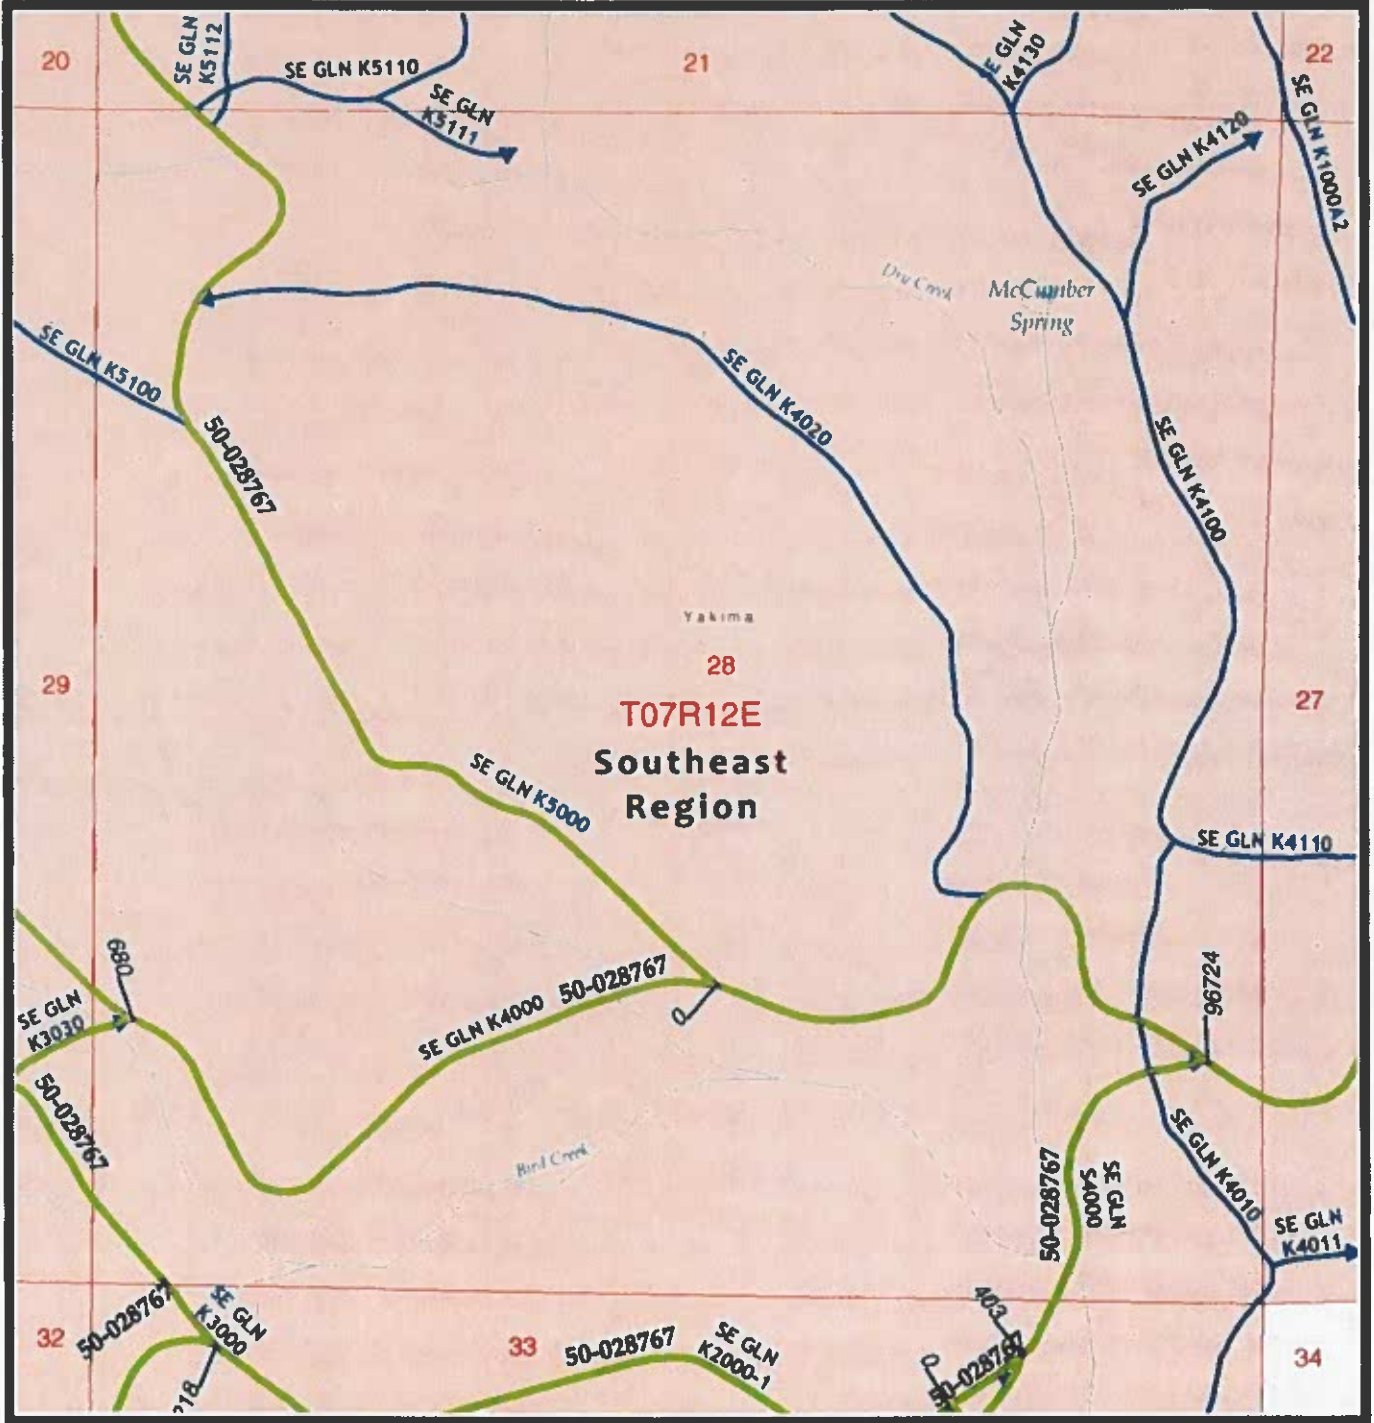 20
SE GLN
K5112
SE GLN K5110
SE GLN
K5111
21
SE GLN
K4130
22
SE GLN K1000A2
SE GLN K4120
Dry Creek
McCumber
Spring
SE GLN K5100
50-028767
SE GLN K4020
SE GLN K4100
Yakima
28
T07R12E
Southeast
Region
29
27
SE GLN K5000
SE GLN K4110
680
SE GLN
K3030
SE GLN K4000
50-028767
0
96724
50-028767
Bird Creek
50-028767
SE GLN
S4000
SE GLN K4010
SE GLN
K4011
50-028767
SE GLN
K3000
32
33
50-028767
SE GLN
K2000-1
403
0
50-028767
34